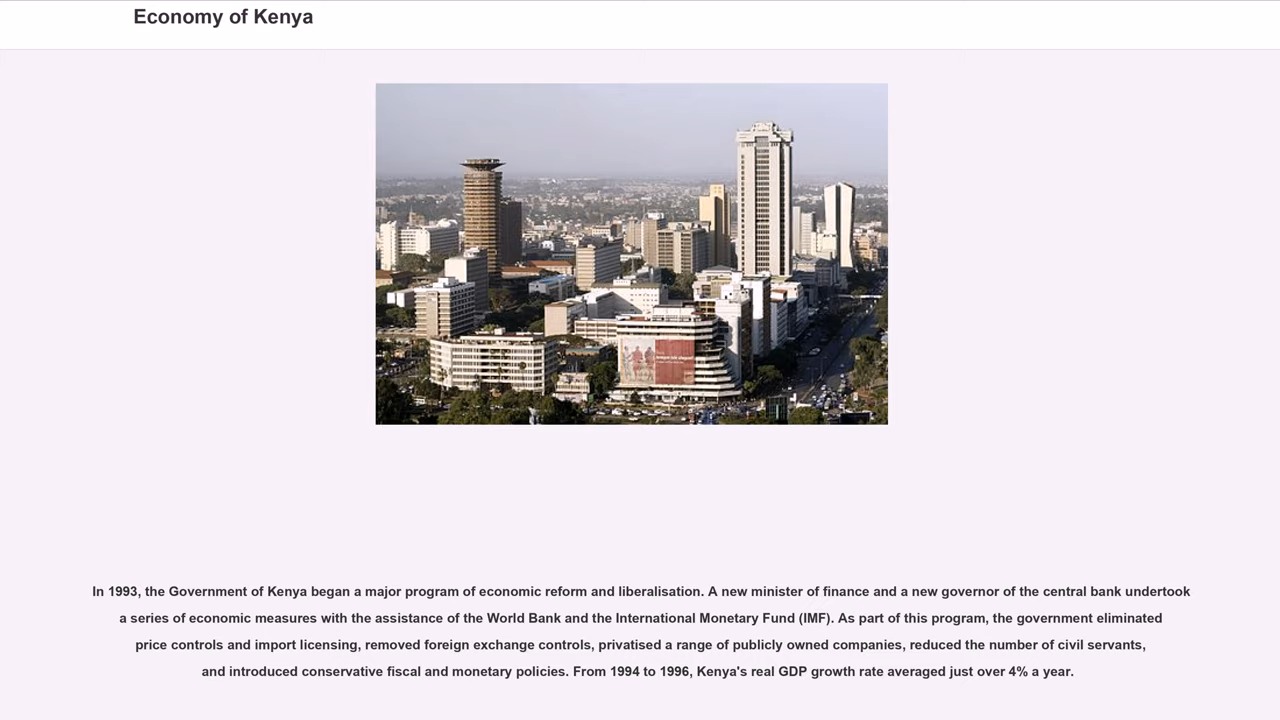 Economy of Kenya
In 1993, the Government of Kenya began a major program of economic reform and liberalisation. A new minister of finance and a new governor of the central bank undertook
a series of economic measures with the assistance of the World Bank and the International Monetary Fund (IMF). As part of this program, the government eliminated
price controls and import licensing, removed foreign exchange controls, privatised a range of publicly owned companies, reduced the number of civil servants,
and introduced conservative fiscal and monetary policies. From 1994 to 1996, Kenya's real GDP growth rate averaged just over 4% a year.